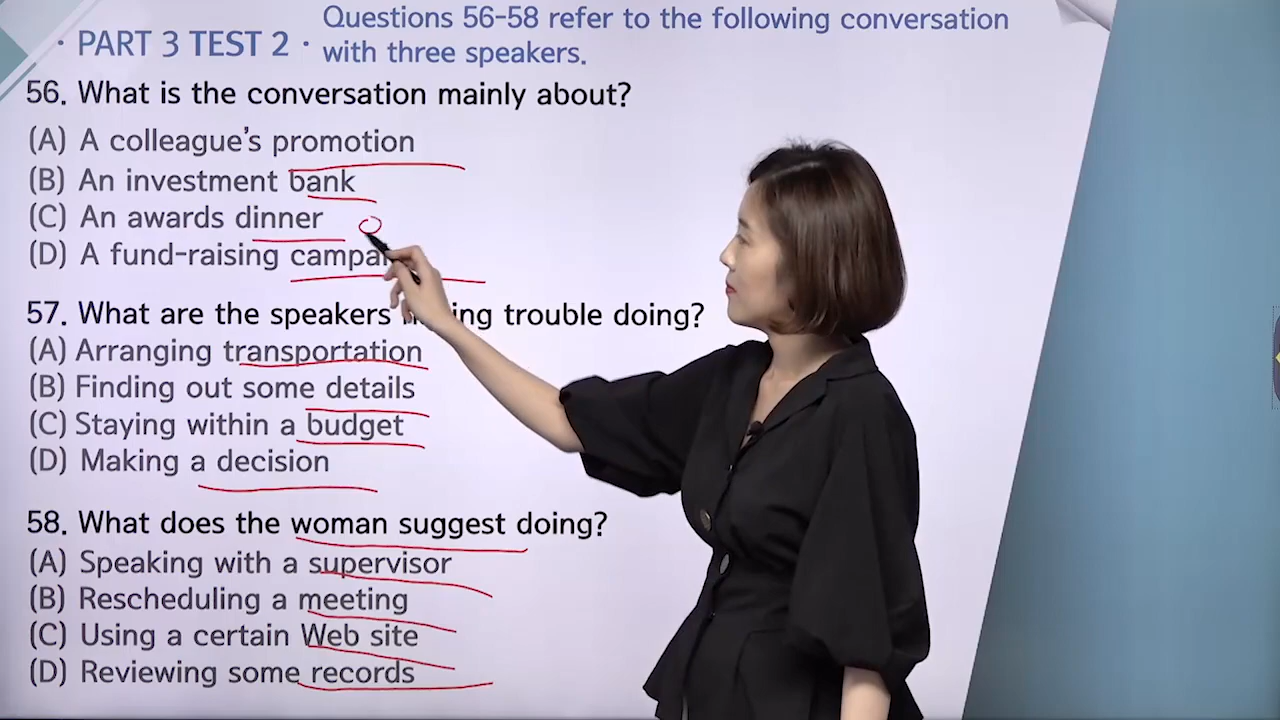 · PART 3 TEST 2 ·
Questions 56-58 refer to the following conversation
with three speakers.
56. What is the conversation mainly about?
(A) A colleague's promotion
(B) An investment bank
(C) An awards dinner
(D) A fund-raising
57. What are the speakers trouble doing?
(A) Arranging transportation
(B) Finding out some details
(C) Staying within a budget
(D) Making a decision
58. What does the woman suggest doing?
(A) Speaking with a supervisor
(B) Rescheduling a meeting
(C) Using a certain Web site
(D) Reviewing some records